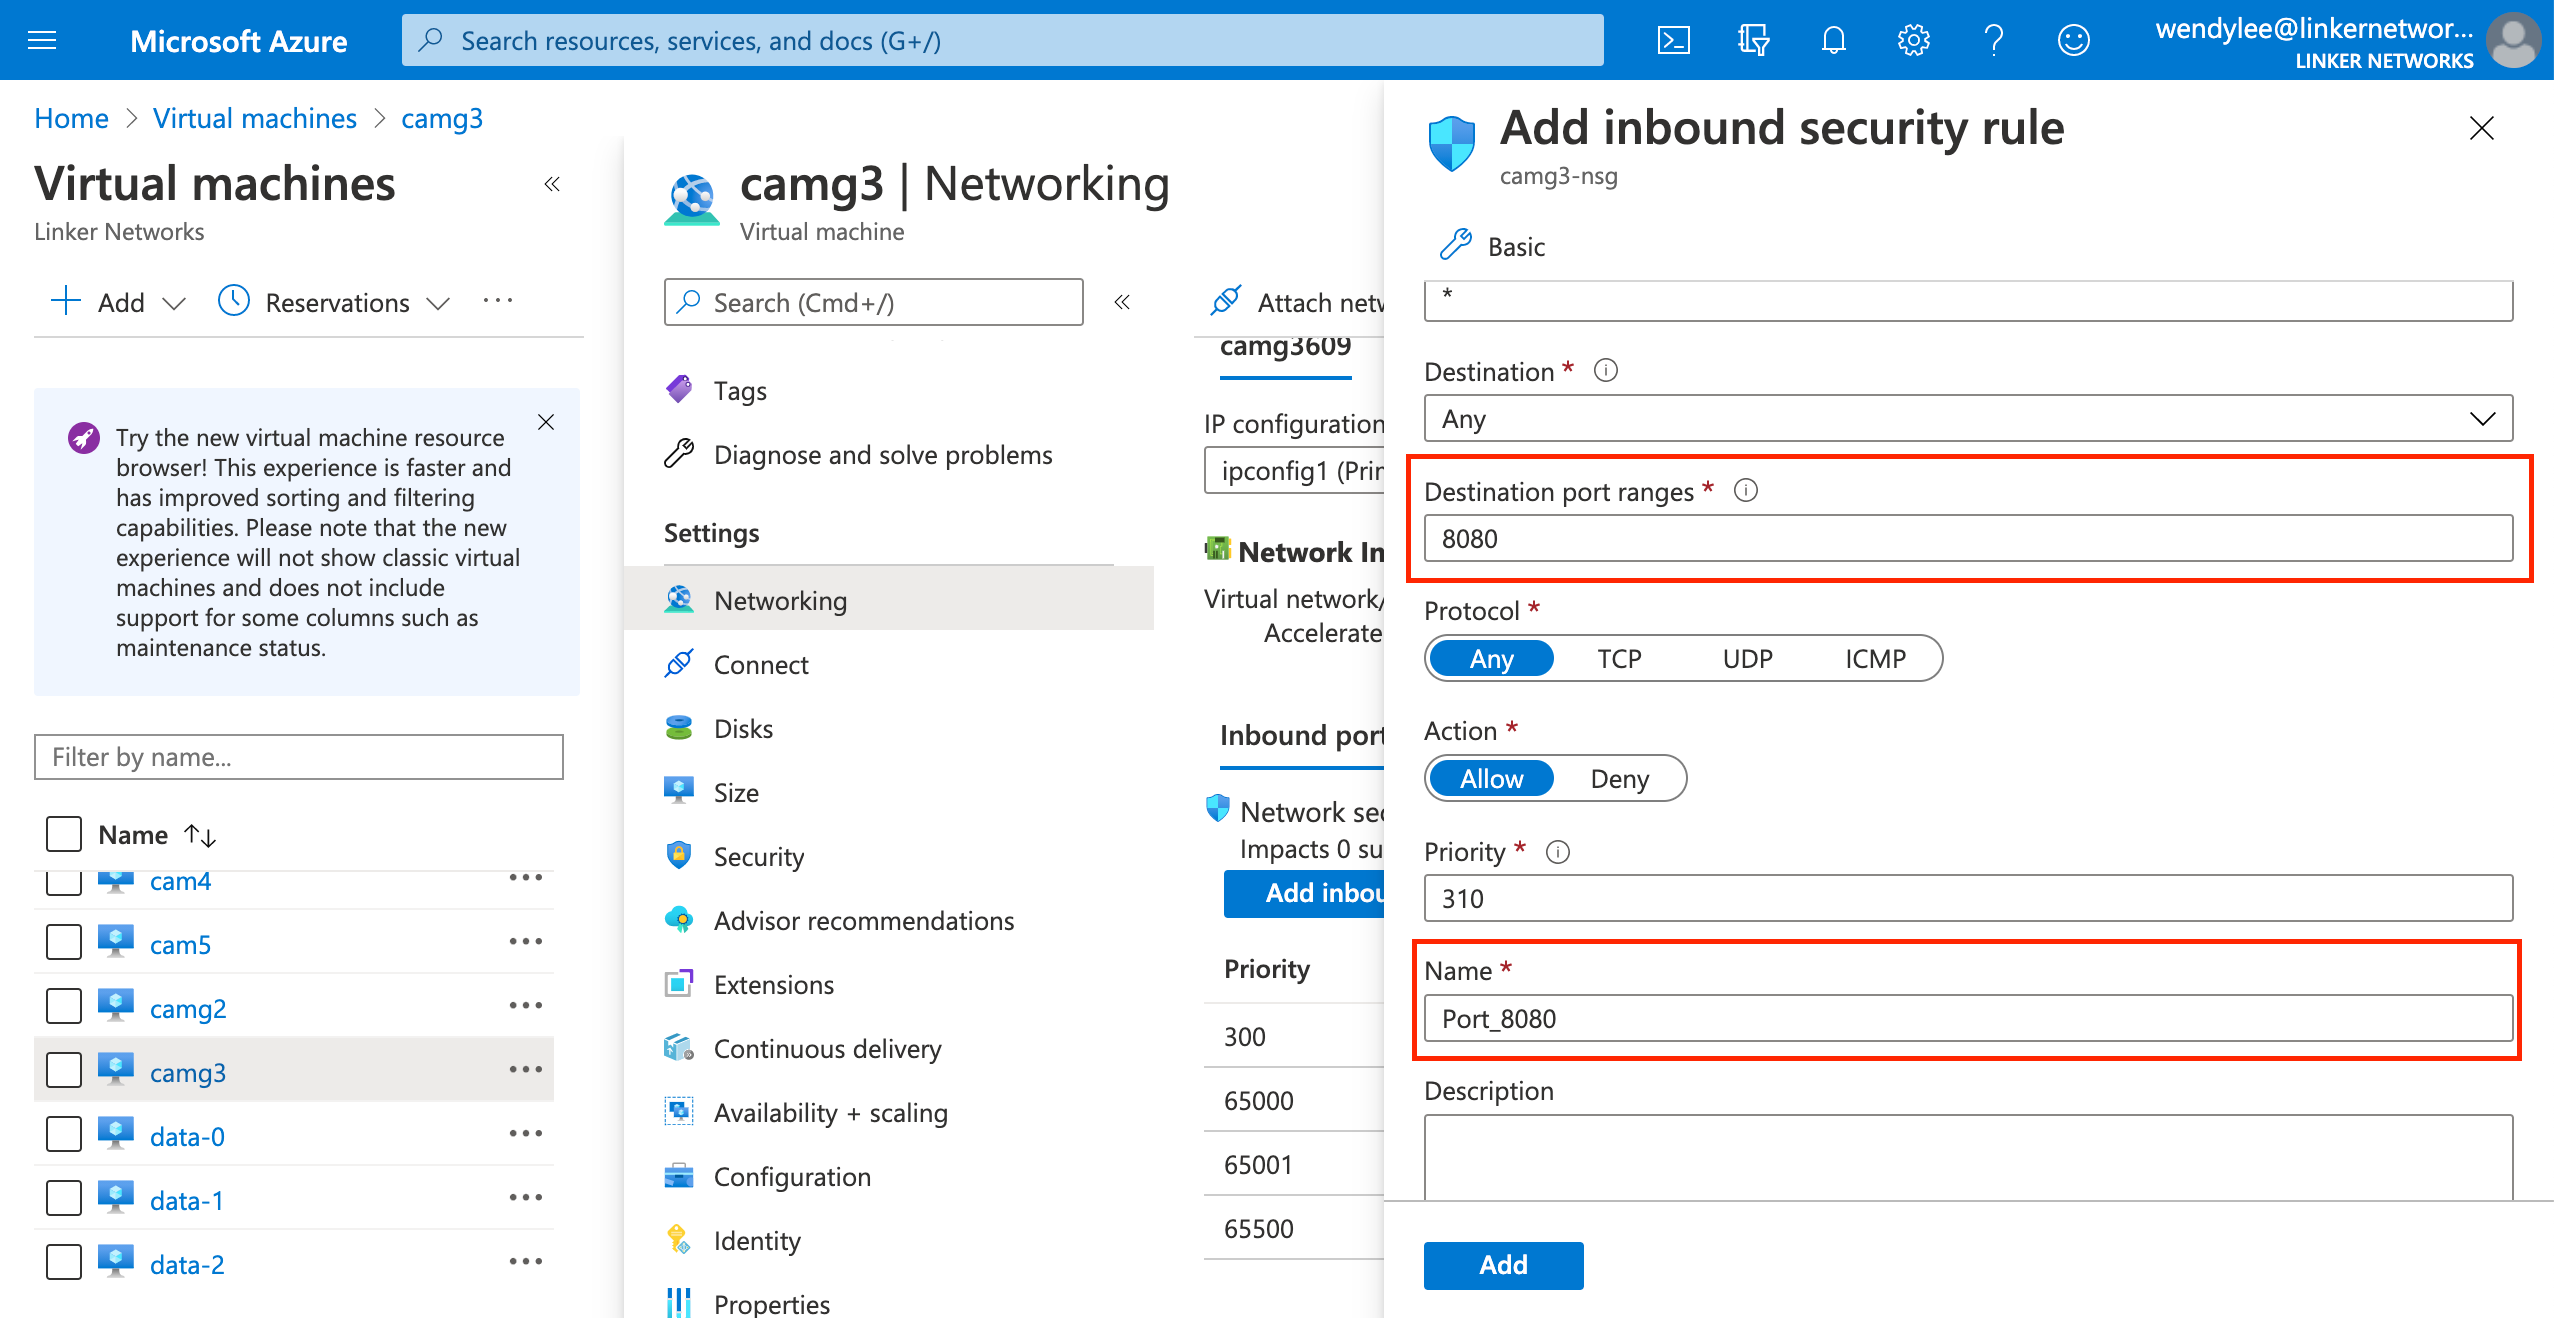 Microsoft Azure
Search resources, services, and docs (G+/)
wendylee@linkernetwor...
LINKER NETWORKS
Home > Virtual machines > camg3
Virtual machines
Linker Networks
Add
Reservations
Try the new virtual machine resource
browser! This experience is faster and
has improved sorting and filtering
capabilities. Please note that the new
experience will not show classic virtual
machines and does not include
support for some columns such as
maintenance status.
Filter by name...
Name
cam4
cam5
camg2
camg3
data-0
data-1
data-2
camg3 | Networking
Virtual machine
Search (Cmd+/)
Tags
Diagnose and solve problems
Settings
Networking
Connect
Disks
Size
Security
Advisor recommendations
Extensions
Continuous delivery
Availability + scaling
Configuration
Identity
Properties
Attach netw
camg3609
IP configuration
ipconfig1 (Prin
Network In
Virtual network/
Accelerate
Inbound port
Network sec
Impacts 0 su
Add inbou
Priority
300
65000
65001
65500
Add inbound security rule
camg3-nsg
Basic
*
Destination *
Any
Destination port ranges *
8080
Protocol *
Any TCP UDP ICMP
Action *
Allow Deny
Priority *
310
Name *
Port_8080
Description
Add